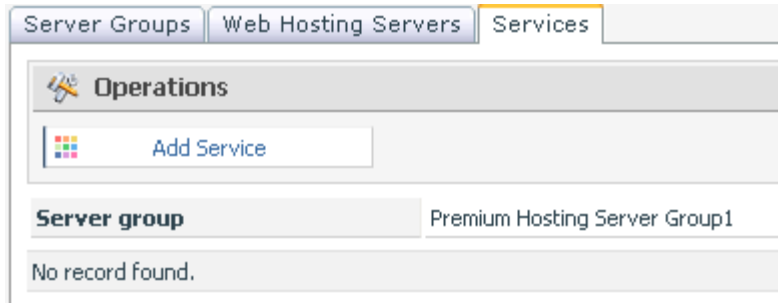 Server Groups Web Hosting Servers Services
Operations
Add Service
Server group Premium Hosting Server Group1
No record found.